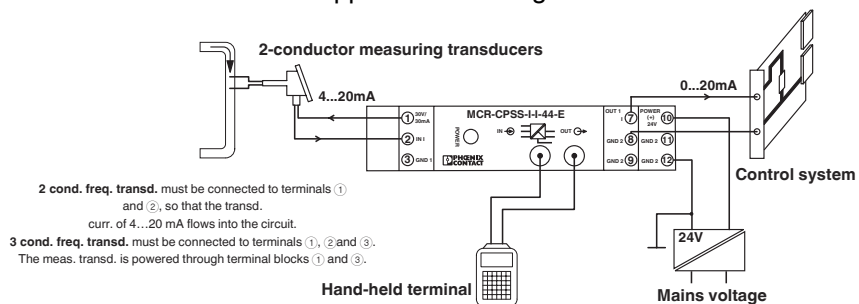 2-conductor measuring transducers
4...20mA
0...20mA
MCR-CPSS-I-I-44-E
1 30V/ 30mA
2 IN I
3 GND 1
POWER
IN
OUT
PHŒNIX CONTACT
OUT 1
I 7
GND 2 8
GND 2 9
POWER (+) 24V 10
GND 2 11
GND 2 12
Control system
2 cond. freq. transd. must be connected to terminals ①
and ②, so that the transd.
curr. of 4…20 mA flows into the circuit.
3 cond. freq. transd. must be connected to terminals ①, ②and ③.
The meas. transd. is powered through terminal blocks ① and ③.
24V
Hand-held terminal
Mains voltage